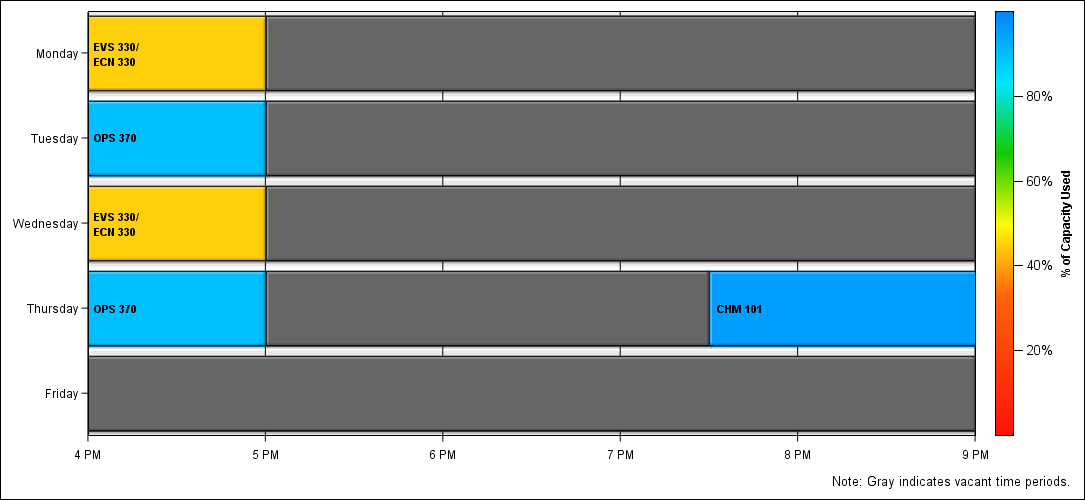 Monday
EVS 330/
ECN 330
Tuesday
OPS 370
Wednesday
EVS 330/
ECN 330
Thursday
OPS 370
CHM 101
Friday
4 PM
5 PM
6 PM
7 PM
8 PM
9 PM
80%
60%
40%
20%
% of Capacity Used
Note: Gray indicates vacant time periods.